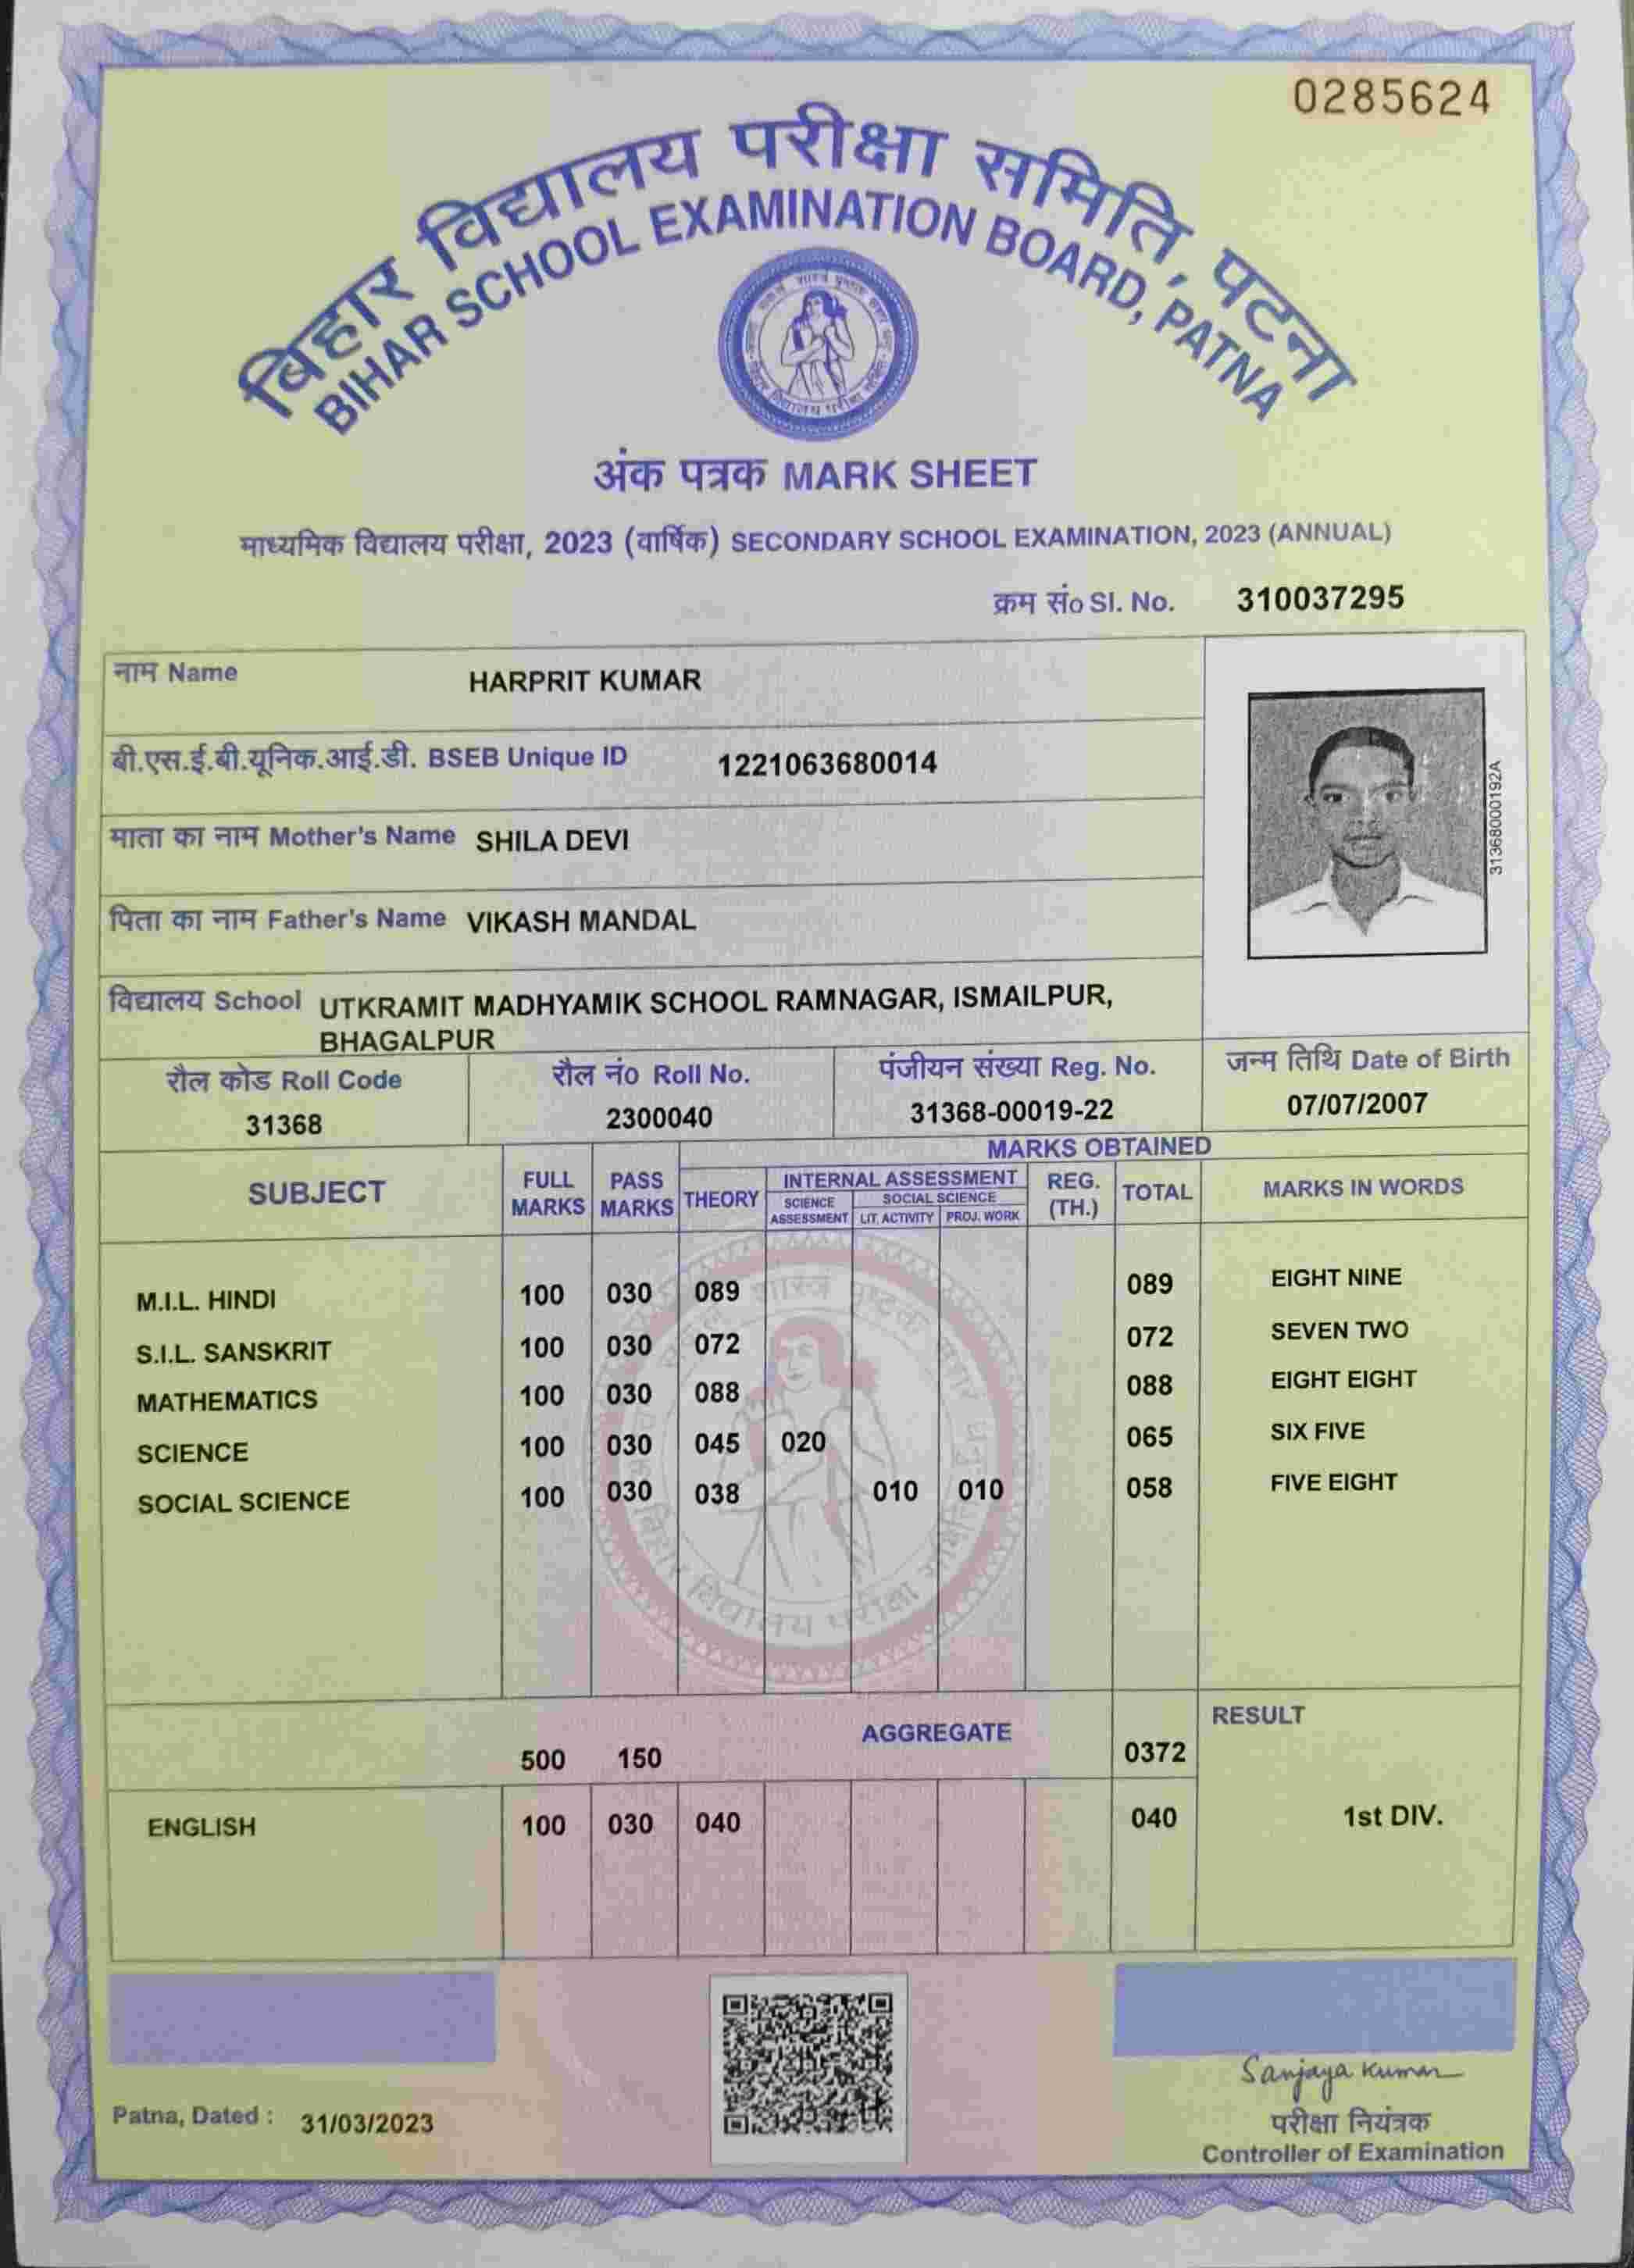 0285624
बिहार विद्यालय परीक्षा समिति, पटना
BIHAR SCHOOL EXAMINATION BOARD, PATNA
अंक पत्रक MARK SHEET
माध्यमिक विद्यालय परीक्षा, 2023 (वार्षिक) SECONDARY SCHOOL EXAMINATION, 2023 (ANNUAL)
क्रम सं० Sl. No. 310037295
नाम Name HARPRIT KUMAR
बी.एस.ई.बी.यूनिक.आई.डी. BSEB Unique ID 1221063680014
माता का नाम Mother's Name SHILA DEVI
पिता का नाम Father's Name VIKASH MANDAL
31368000192A
विद्यालय School UTKRAMIT MADHYAMIK SCHOOL RAMNAGAR, ISMAILPUR,
BHAGALPUR
रौल कोड Roll Code रौल नं० Roll No. पंजीयन संख्या Reg. No. जन्म तिथि Date of Birth
31368 2300040 31368-00019-22 07/07/2007
MARKS OBTAINED
SUBJECT FULL MARKS PASS MARKS THEORY INTERNAL ASSESSMENT REG. (TH.) TOTAL MARKS IN WORDS
SCIENCE ASSESSMENT SOCIAL SCIENCE
LIT. ACTIVITY PROJ. WORK
M.I.L. HINDI 100 030 089 089 EIGHT NINE
S.I.L. SANSKRIT 100 030 072 072 SEVEN TWO
MATHEMATICS 100 030 088 088 EIGHT EIGHT
SCIENCE 100 030 045 020 065 SIX FIVE
SOCIAL SCIENCE 100 030 038 010 010 058 FIVE EIGHT
बिहार विद्यालय परीक्षा समिति
AGGREGATE RESULT
500 150 0372
ENGLISH 100 030 040 040 1st DIV.
Sanjaya Kumar
Patna, Dated : 31/03/2023
परीक्षा नियंत्रक
Controller of Examination